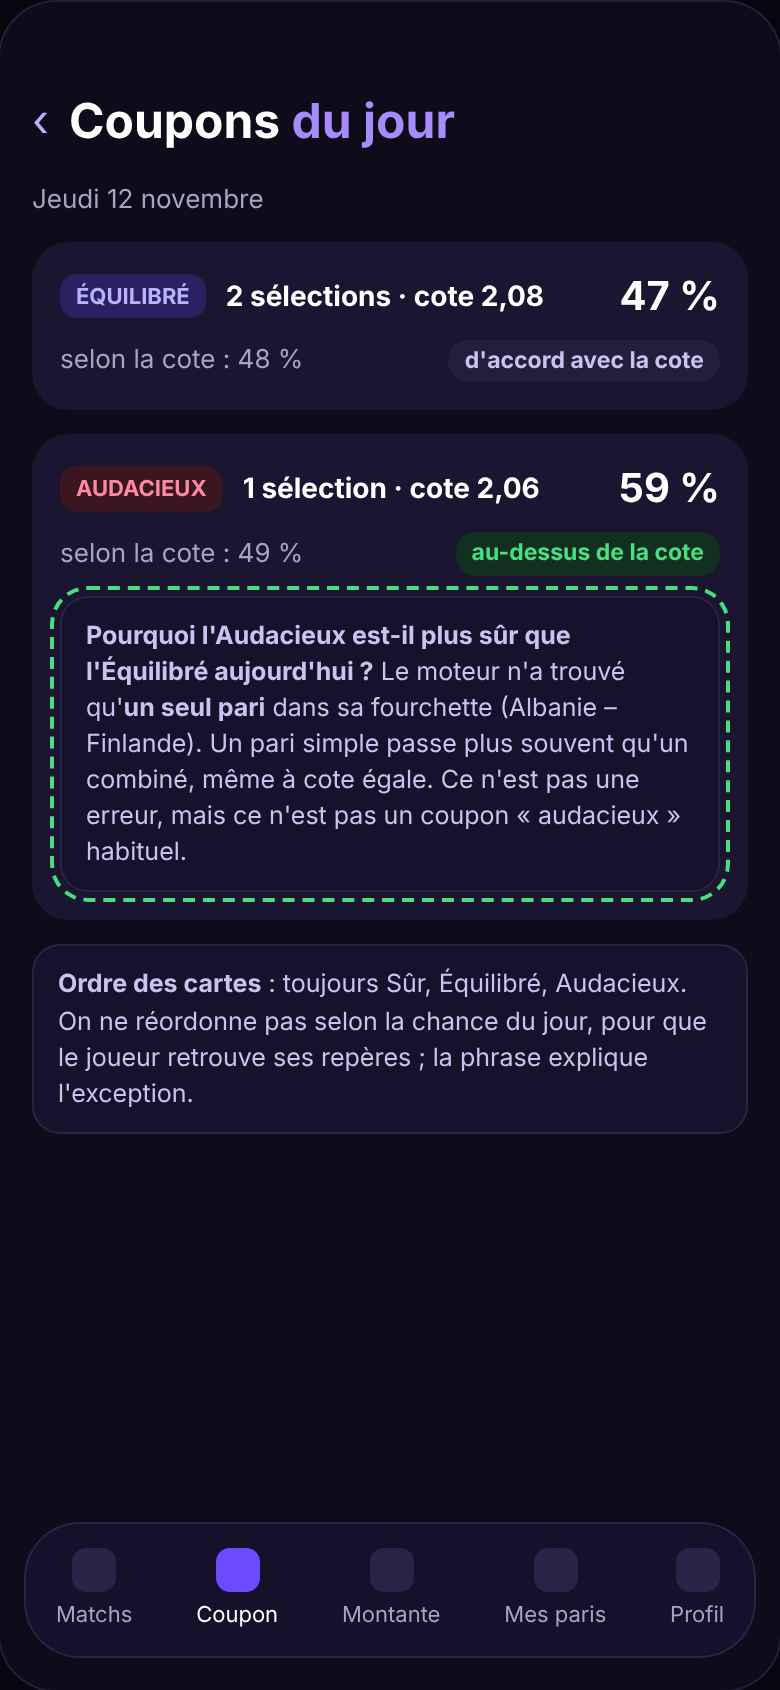 ‹ Coupons du jour
Jeudi 12 novembre
ÉQUILIBRÉ 2 sélections · cote 2,08 47 %
selon la cote : 48 % d'accord avec la cote
AUDACIEUX 1 sélection · cote 2,06 59 %
selon la cote : 49 % au-dessus de la cote
Pourquoi l'Audacieux est-il plus sûr que
l'Équilibré aujourd'hui ? Le moteur n'a trouvé
qu'un seul pari dans sa fourchette (Albanie –
Finlande). Un pari simple passe plus souvent qu'un
combiné, même à cote égale. Ce n'est pas une
erreur, mais ce n'est pas un coupon « audacieux »
habituel.
Ordre des cartes : toujours Sûr, Équilibré, Audacieux.
On ne réordonne pas selon la chance du jour, pour que
le joueur retrouve ses repères ; la phrase explique
l'exception.
Matchs Coupon Montante Mes paris Profil